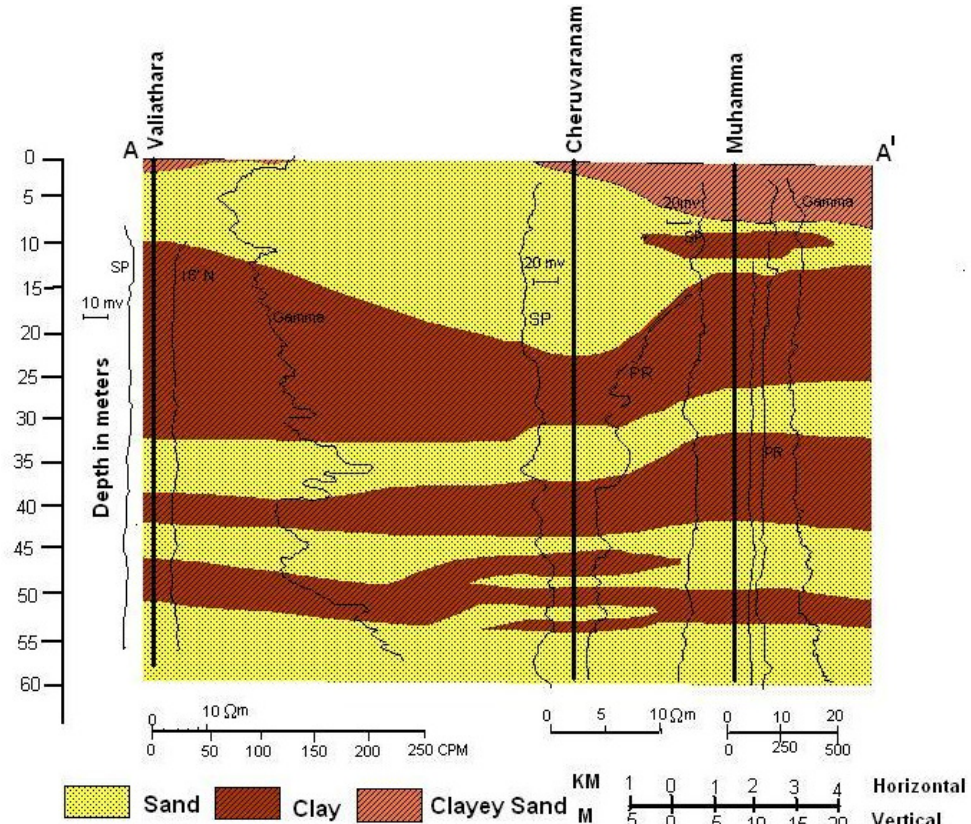 Valiathara
Cheruvaranam
Muhamma
A
A'
0
5
10
15
20
25
30
35
40
45
50
55
60
Depth in meters
SP
10 mv
16" N
Gamma
20 mv
SP
PR
20mv
SP
Gamma
PR
0 10 Ωm
0 50 100 150 200 250 CPM
0 5 10 Ωm
0 10 20
0 250 500
Sand Clay Clayey Sand
KM 1 0 1 2 3 4 Horizontal
M 5 0 5 10 15 20 Vertical